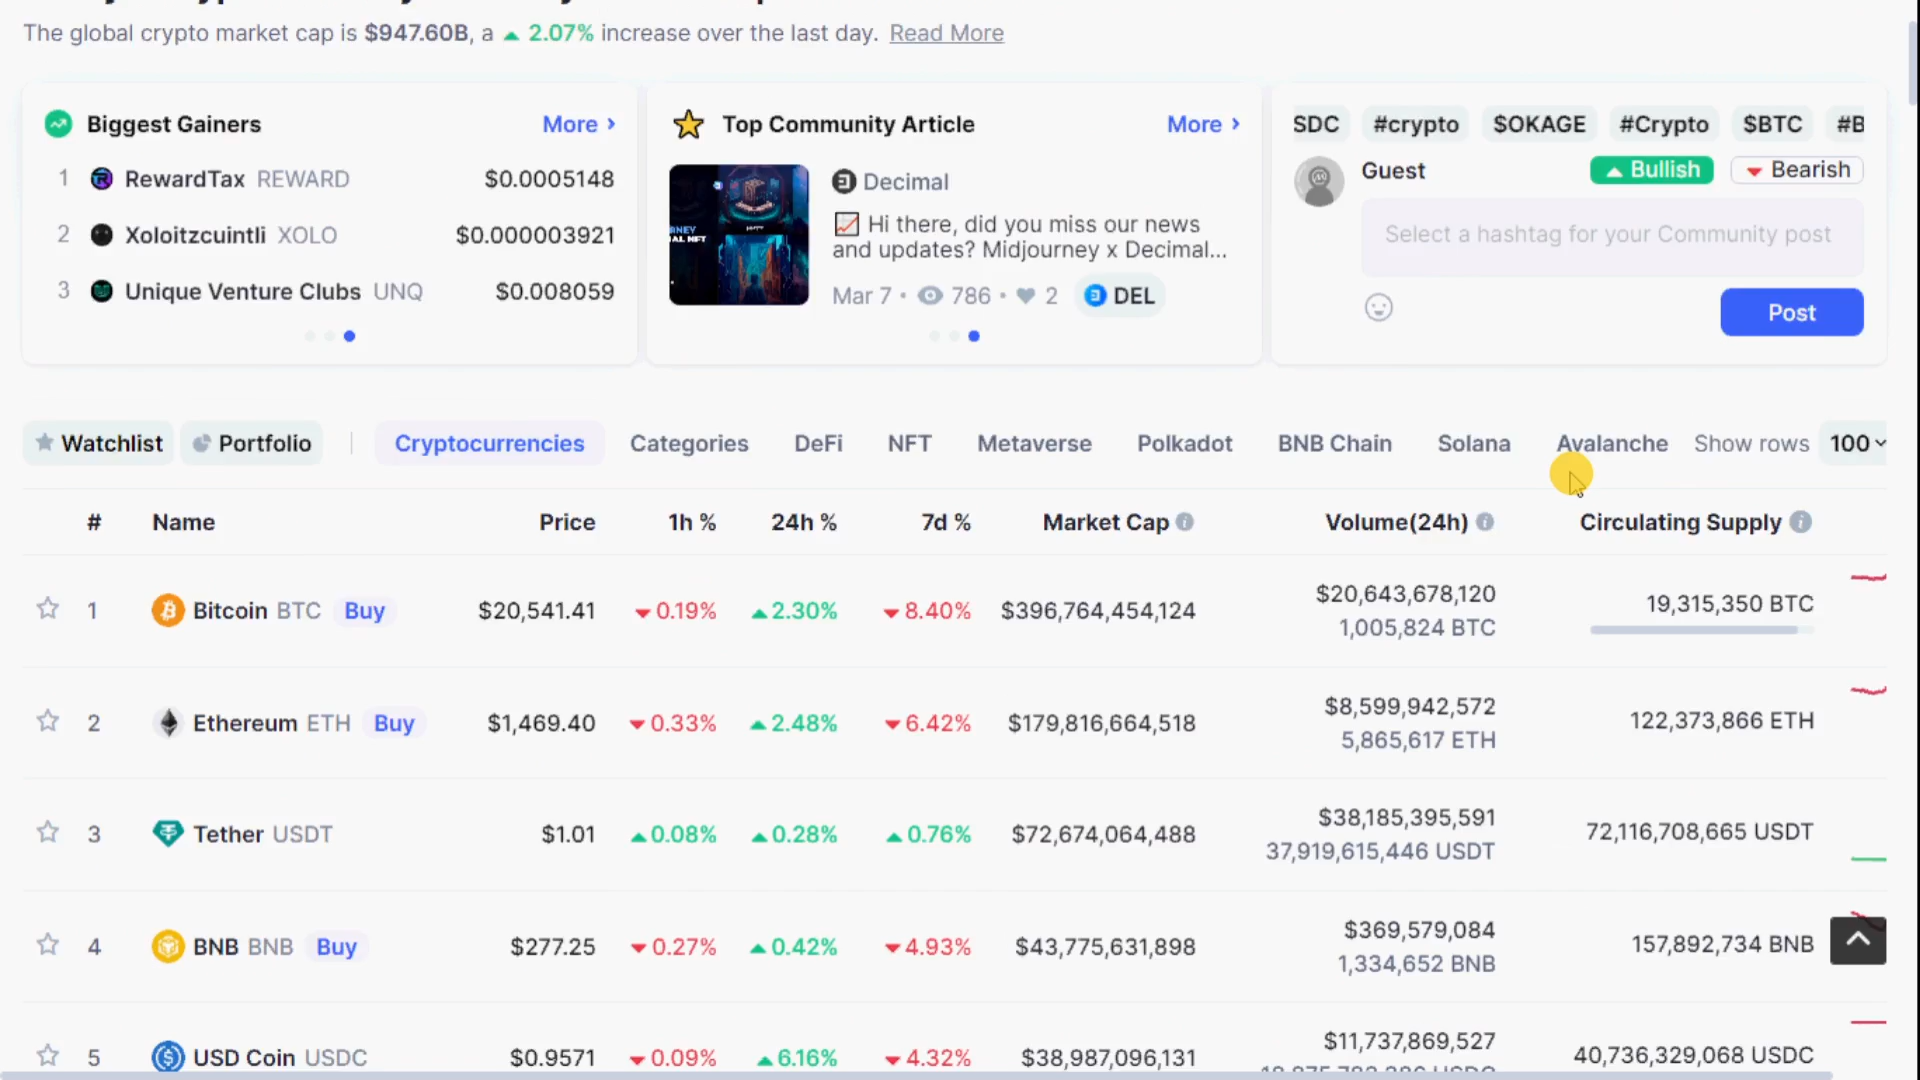 The global crypto market cap is $947.60B, a 2.07% increase over the last day. Read More
Biggest Gainers More
1 RewardTax REWARD $0.0005148
2 Xoloitzcuintli XOLO $0.000003921
3 Unique Venture Clubs UNQ $0.008059
Top Community Article More
Decimal
Hi there, did you miss our news
and updates? Midjourney x Decimal...
Mar 7 • 786 • 2 DEL
SDC #crypto $OKAGE #Crypto $BTC #B
Guest Bullish Bearish
Select a hashtag for your Community post
Post
Watchlist Portfolio Cryptocurrencies Categories DeFi NFT Metaverse Polkadot BNB Chain Solana Avalanche Show rows 100
# Name Price 1h % 24h % 7d % Market Cap Volume(24h) Circulating Supply
1 Bitcoin BTC Buy $20,541.41 0.19% 2.30% 8.40% $396,764,454,124 $20,643,678,120 19,315,350 BTC
1,005,824 BTC
2 Ethereum ETH Buy $1,469.40 0.33% 2.48% 6.42% $179,816,664,518 $8,599,942,572 122,373,866 ETH
5,865,617 ETH
3 Tether USDT $1.01 0.08% 0.28% 0.76% $72,674,064,488 $38,185,395,591 72,116,708,665 USDT
37,919,615,446 USDT
4 BNB BNB Buy $277.25 0.27% 0.42% 4.93% $43,775,631,898 $369,579,084 157,892,734 BNB
1,334,652 BNB
5 USD Coin USDC $0.9571 0.09% 6.16% 4.32% $38,987,096,131 $11,737,869,527 40,736,329,068 USDC